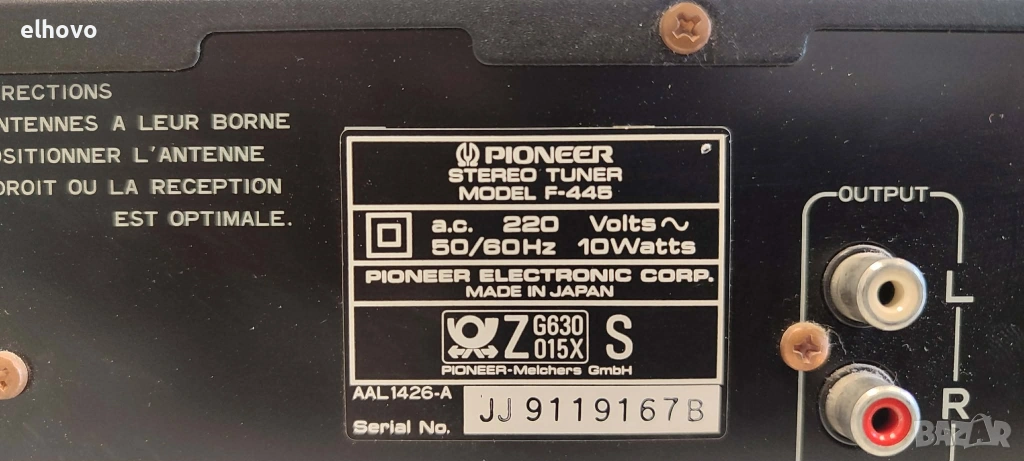 elhovo
RECTIONS
NTENNES A LEUR BORNE
OSITIONNER L'ANTENNE
DROIT OU LA RECEPTION
EST OPTIMALE.
PIONEER
STEREO TUNER
MODEL F-445
a.c. 220 Volts ~
50/60Hz 10Watts
PIONEER ELECTRONIC CORP.
MADE IN JAPAN
Z G630 015X S
PIONEER-Melchers GmbH
AAL1426-A
Serial No. JJ 9119167B
OUTPUT
L
R
BAZAR